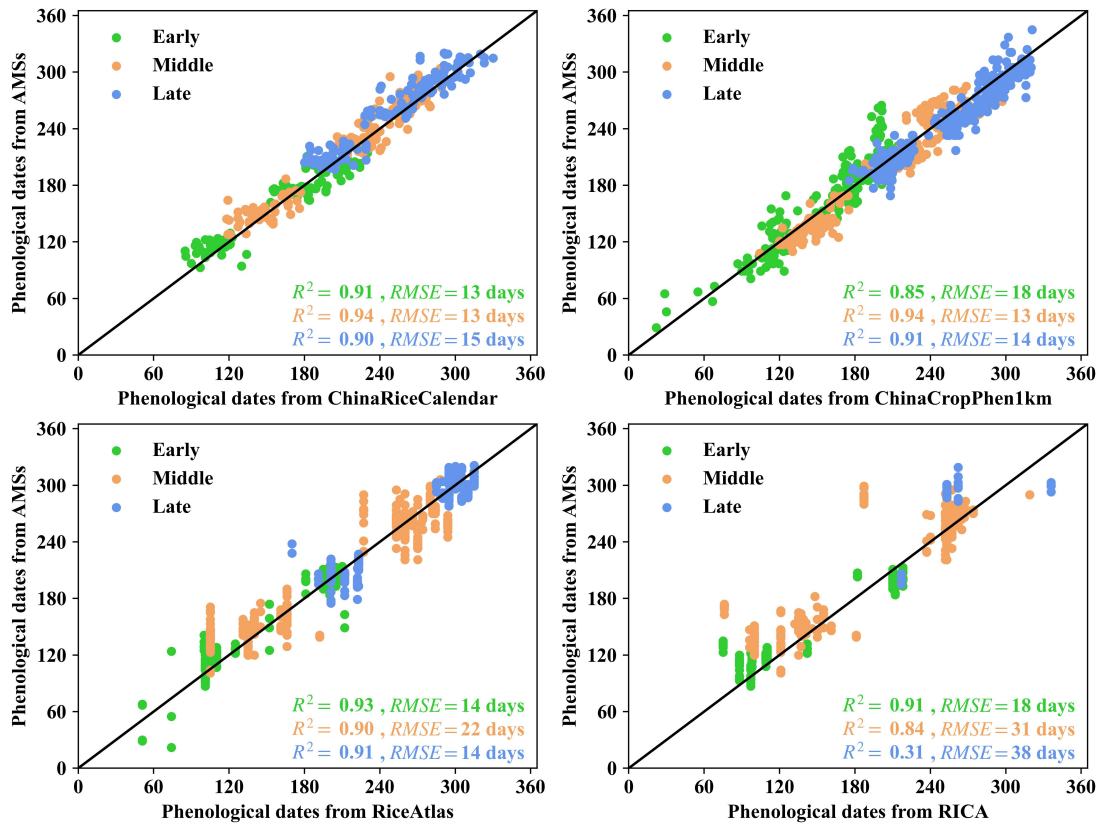 Phenological dates from AMSs
360
300
240
180
120
60
0
Early
Middle
Late
R² = 0.91 , RMSE = 13 days
R² = 0.94 , RMSE = 13 days
R² = 0.90 , RMSE = 15 days
0 60 120 180 240 300 360
Phenological dates from ChinaRiceCalendar
Phenological dates from AMSs
360
300
240
180
120
60
0
Early
Middle
Late
R² = 0.85 , RMSE = 18 days
R² = 0.94 , RMSE = 13 days
R² = 0.91 , RMSE = 14 days
0 60 120 180 240 300 360
Phenological dates from ChinaCropPhen1km
Phenological dates from AMSs
360
300
240
180
120
60
0
Early
Middle
Late
R² = 0.93 , RMSE = 14 days
R² = 0.90 , RMSE = 22 days
R² = 0.91 , RMSE = 14 days
0 60 120 180 240 300 360
Phenological dates from RiceAtlas
Phenological dates from AMSs
360
300
240
180
120
60
0
Early
Middle
Late
R² = 0.91 , RMSE = 18 days
R² = 0.84 , RMSE = 31 days
R² = 0.31 , RMSE = 38 days
0 60 120 180 240 300 360
Phenological dates from RICA